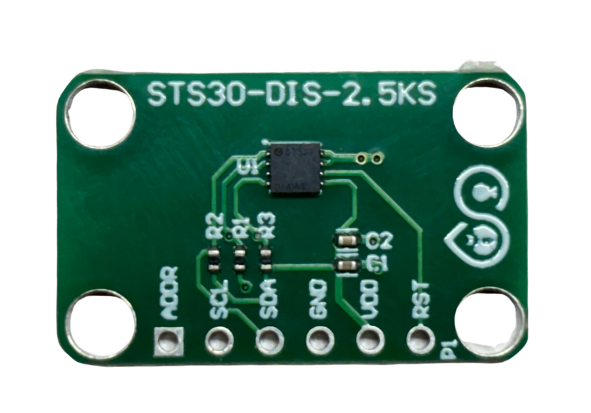 STS30-DIS-2.5KS
U1
R2
R1
R3
C2
C1
ADDR
SCL
SDA
GND
VDD
RST
P1